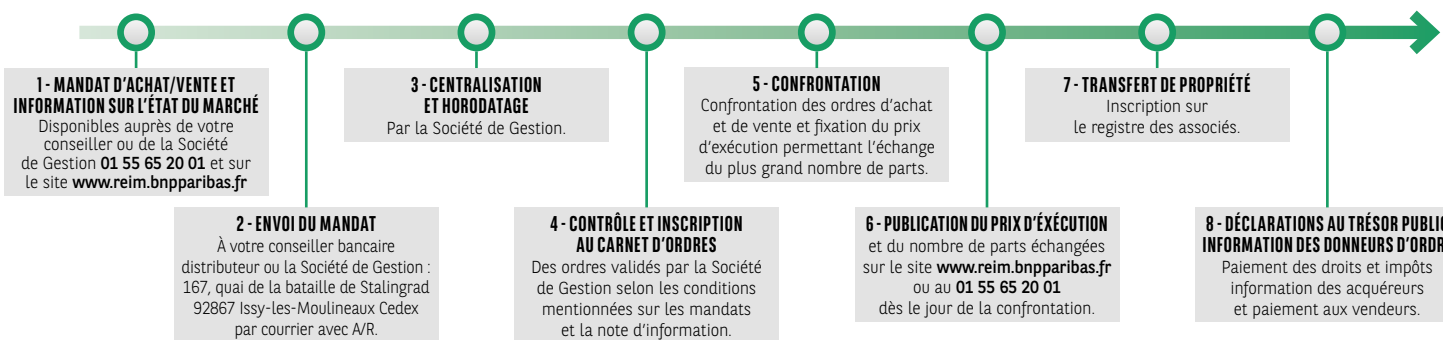 1 - MANDAT D'ACHAT/VENTE ET
INFORMATION SUR L'ÉTAT DU MARCHÉ
Disponibles auprès de votre
conseiller ou de la Société
de Gestion 01 55 65 20 01 et sur
le site www.reim.bnpparibas.fr
2 - ENVOI DU MANDAT
À votre conseiller bancaire
distributeur ou la Société de Gestion :
167, quai de la bataille de Stalingrad
92867 Issy-les-Moulineaux Cedex
par courrier avec A/R.
3 - CENTRALISATION
ET HORODATAGE
Par la Société de Gestion.
4 - CONTRÔLE ET INSCRIPTION
AU CARNET D'ORDRES
Des ordres validés par la Société
de Gestion selon les conditions
mentionnées sur les mandats
et la note d'information.
5 - CONFRONTATION
Confrontation des ordres d'achat
et de vente et fixation du prix
d'exécution permettant l'échange
du plus grand nombre de parts.
6 - PUBLICATION DU PRIX D'ÉXÉCUTION
et du nombre de parts échangées
sur le site www.reim.bnpparibas.fr
ou au 01 55 65 20 01
dès le jour de la confrontation.
7 - TRANSFERT DE PROPRIÉTÉ
Inscription sur
le registre des associés.
8 - DÉCLARATIONS AU TRÉSOR PUBLIC
INFORMATION DES DONNEURS D'ORDR
Paiement des droits et impôts
information des acquéreurs
et paiement aux vendeurs.